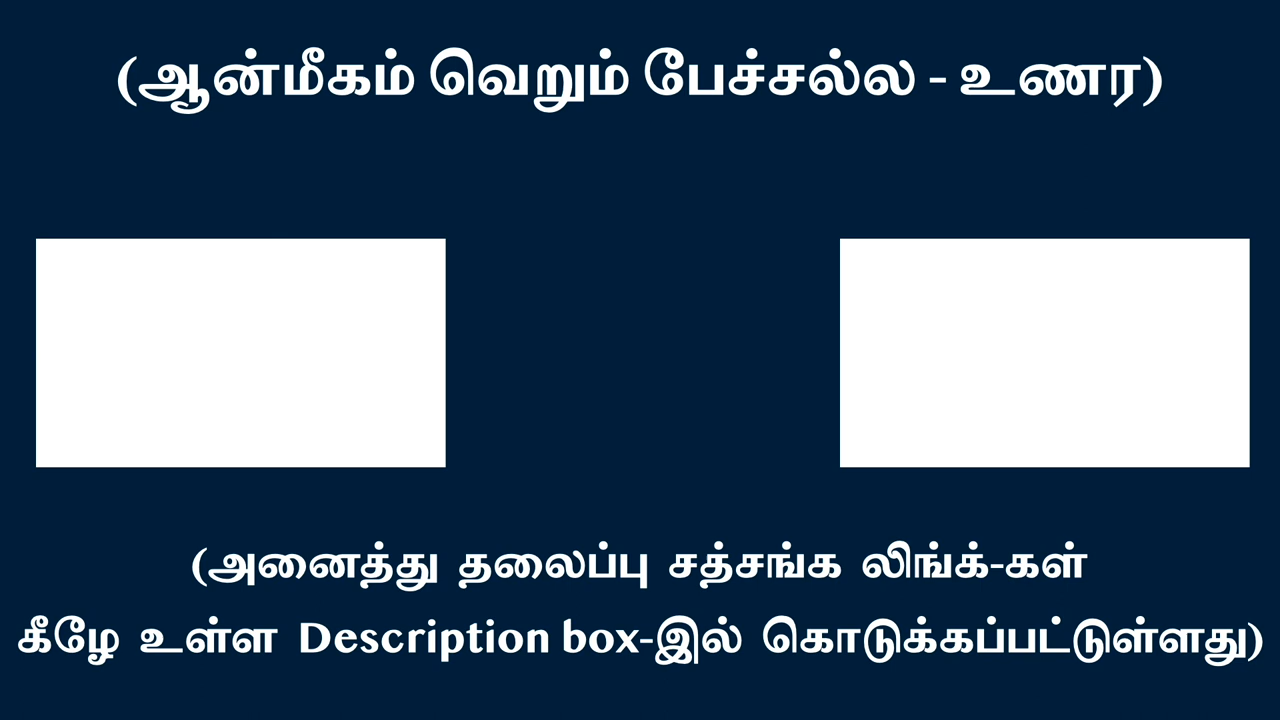 (ஆன்மீகம் வெறும் பேச்சல்ல - உணர)
(அனைத்து தலைப்பு சத்சங்க லிங்க்-கள்
கீழே உள்ள Description box-இல் கொடுக்கப்பட்டுள்ளது)